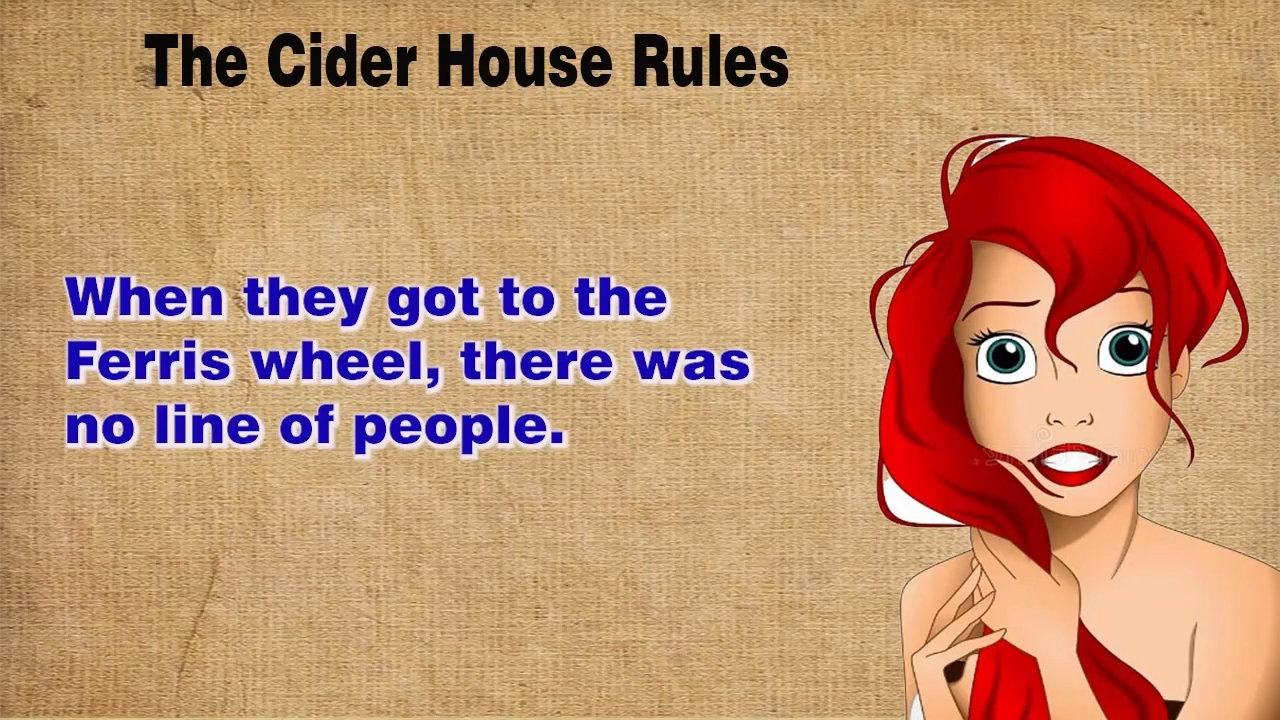 The Cider House Rules
When they got to the
Ferris wheel, there was
no line of people.